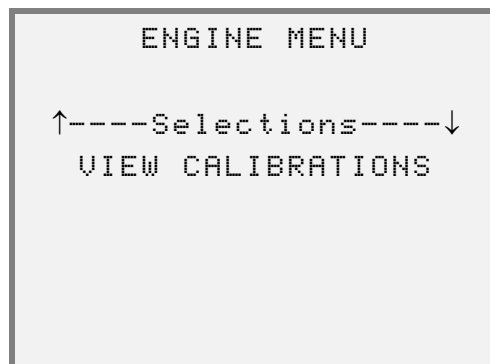 ENGINE MENU
↑----Selections----↓
VIEW CALIBRATIONS